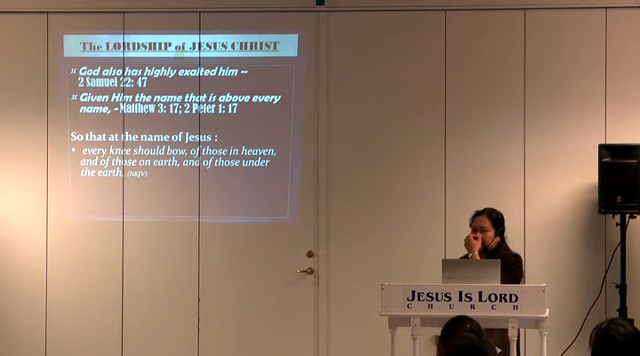 The LORDSHIP of JESUS CHRIST
¤ God also has highly exalted him –
2 Samuel 22: 47
¤ Given Him the name that is above every
name, -Matthew 3: 17; 2 Peter 1: 17
So that at the name of Jesus :
• every knee should bow, of those in heaven,
and of those on earth, and of those under
the earth. (NKJV)
JESUS IS LORD
CHURCH